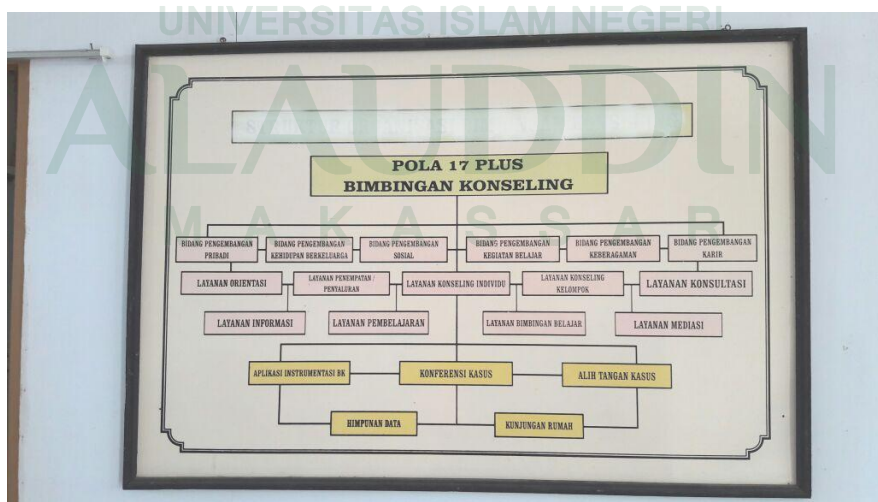 UNIVERSITAS ISLAM NEGERI
ALAUDDIN
MAKASSAR
POLA 17 PLUS
BIMBINGAN KONSELING
BIDANG PENGEMBANGAN
PRIBADI
BIDANG PENGEMBANGAN
KEHIDUPAN BERKELUARGA
BIDANG PENGEMBANGAN
SOSIAL
BIDANG PENGEMBANGAN
KEGIATAN BELAJAR
BIDANG PENGEMBANGAN
KEBERAGAMAN
BIDANG PENGEMBANGAN
KARIR
LAYANAN ORIENTASI
LAYANAN PENEMPATAN /
PENYALURAN
LAYANAN KONSELING INDIVIDU
LAYANAN KONSELING
KELOMPOK
LAYANAN KONSULTASI
LAYANAN INFORMASI
LAYANAN PEMBELAJARAN
LAYANAN BIMBINGAN BELAJAR
LAYANAN MEDIASI
APLIKASI INSTRUMENTASI BK
KONFERENSI KASUS
ALIH TANGAN KASUS
HIMPUNAN DATA
KUNJUNGAN RUMAH